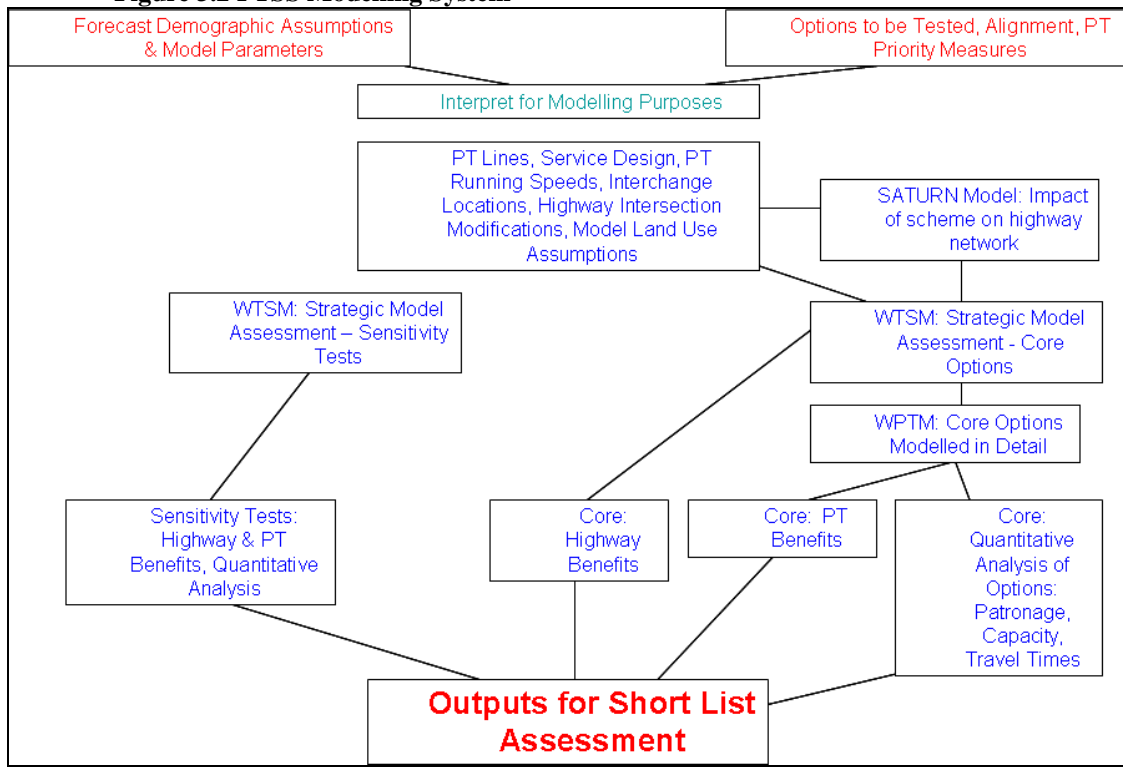 Forecast Demographic Assumptions
& Model Parameters
Options to be Tested, Alignment, PT
Priority Measures
Interpret for Modelling Purposes
PT Lines, Service Design, PT
Running Speeds, Interchange
Locations, Highway Intersection
Modifications, Model Land Use
Assumptions
SATURN Model: Impact
of scheme on highway
network
WTSM: Strategic Model
Assessment – Sensitivity
Tests
WTSM: Strategic Model
Assessment - Core
Options
WPTM: Core Options
Modelled in Detail
Sensitivity Tests:
Highway & PT
Benefits, Quantitative
Analysis
Core:
Highway
Benefits
Core: PT
Benefits
Core:
Quantitative
Analysis of
Options:
Patronage,
Capacity,
Travel Times
Outputs for Short List
Assessment